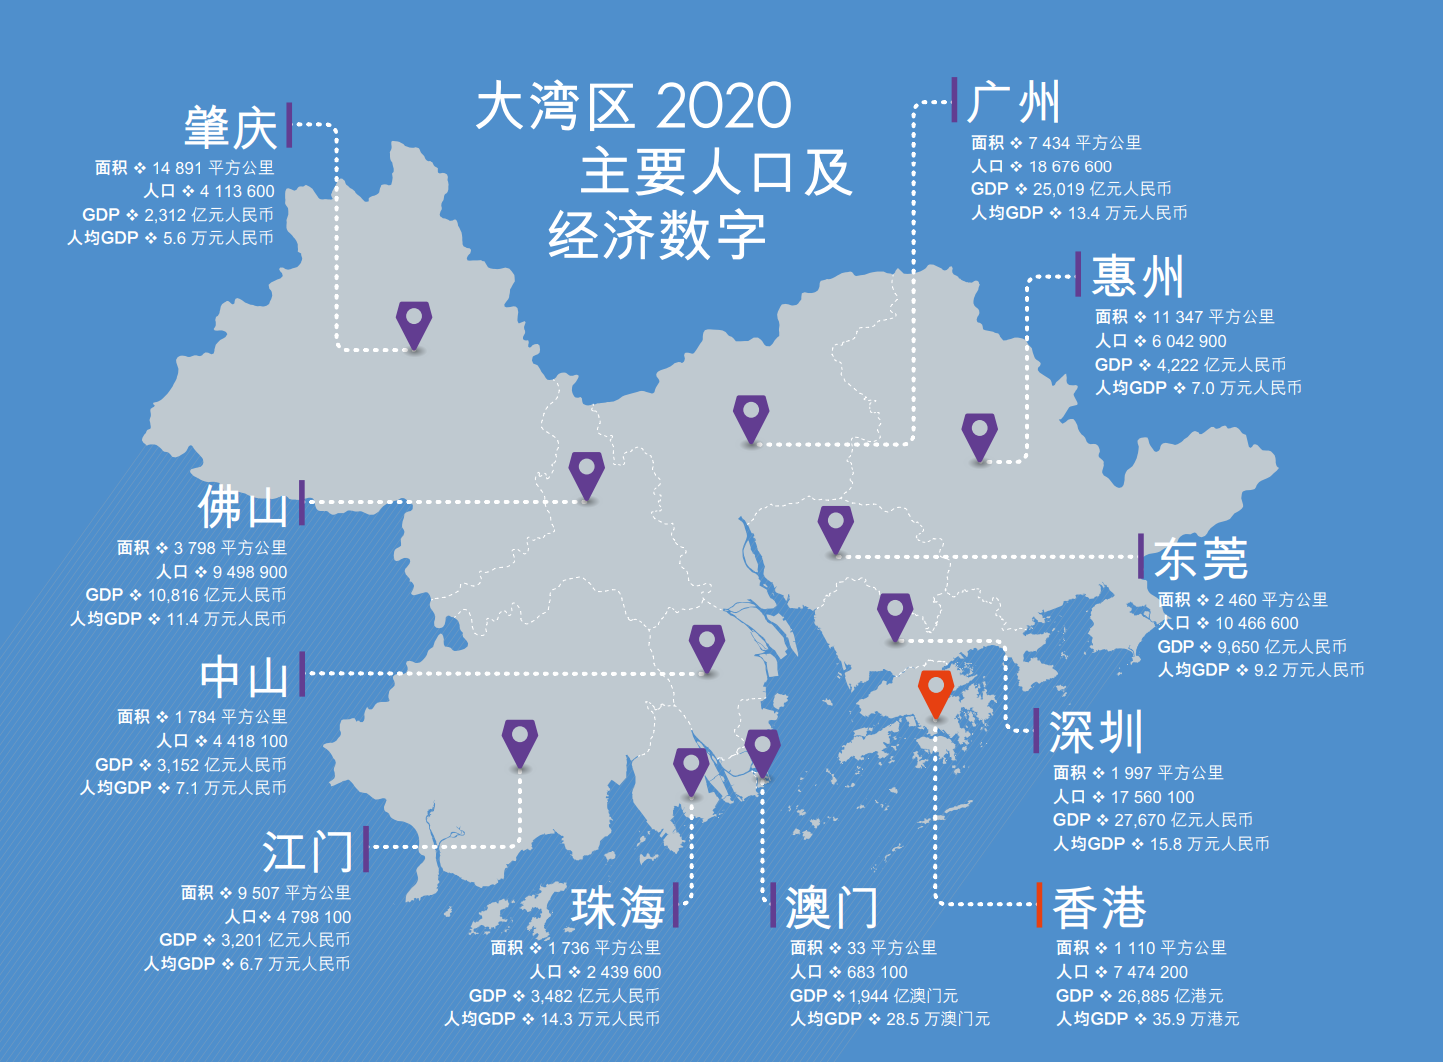 大湾区 2020
主要人口及
经济数字
肇庆
面积 ❖ 14 891 平方公里
人口 ❖ 4 113 600
GDP ❖ 2,312 亿元人民币
人均GDP ❖ 5.6 万元人民币
广州
面积 ❖ 7 434 平方公里
人口 ❖ 18 676 600
GDP ❖ 25,019 亿元人民币
人均GDP ❖ 13.4 万元人民币
惠州
面积 ❖ 11 347 平方公里
人口 ❖ 6 042 900
GDP ❖ 4,222 亿元人民币
人均GDP ❖ 7.0 万元人民币
佛山
面积 ❖ 3 798 平方公里
人口 ❖ 9 498 900
GDP ❖ 10,816 亿元人民币
人均GDP ❖ 11.4 万元人民币
东莞
面积 ❖ 2 460 平方公里
人口 ❖ 10 466 600
GDP ❖ 9,650 亿元人民币
人均GDP ❖ 9.2 万元人民币
中山
面积 ❖ 1 784 平方公里
人口 ❖ 4 418 100
GDP ❖ 3,152 亿元人民币
人均GDP ❖ 7.1 万元人民币
深圳
面积 ❖ 1 997 平方公里
人口 ❖ 17 560 100
GDP ❖ 27,670 亿元人民币
人均GDP ❖ 15.8 万元人民币
江门
面积 ❖ 9 507 平方公里
人口❖ 4 798 100
GDP ❖ 3,201 亿元人民币
人均GDP ❖ 6.7 万元人民币
珠海
面积 ❖ 1 736 平方公里
人口 ❖ 2 439 600
GDP ❖ 3,482 亿元人民币
人均GDP ❖ 14.3 万元人民币
澳门
面积 ❖ 33 平方公里
人口 ❖ 683 100
GDP ❖1,944 亿澳门元
人均GDP ❖ 28.5 万澳门元
香港
面积 ❖ 1 110 平方公里
人口 ❖ 7 474 200
GDP ❖ 26,885 亿港元
人均GDP ❖ 35.9 万港元